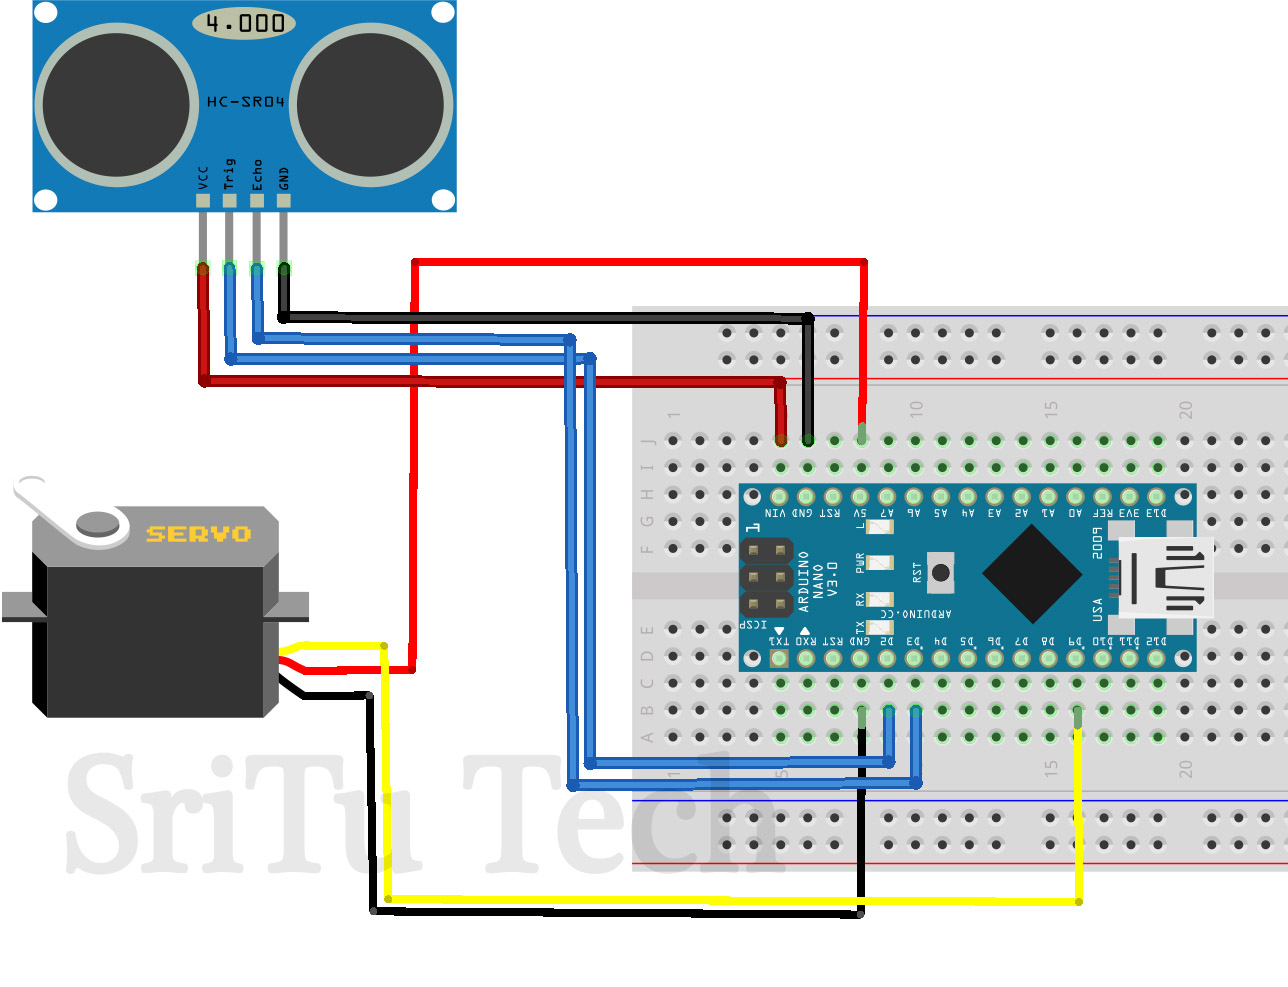 4.000
HC-SR04
VCC Trig Echo GND
1 10 15 20
J
I
H
G
F
VIN GND RST 5V A7 A6 A5 A4 A3 A2 A1 A0 REF 3V3 D13
1
L
PWR
RX
TX
RST
ARDUINO
NANO
V3.0
ARDUINO.CC
ICSP
2009
USA
TX1 RX0 RST GND D2 D3 D4 D5 D6 D7 D8 D9 D10 D11 D12
SERVO
E
D
C
B
A
1 5 15 20
SriTu Tech